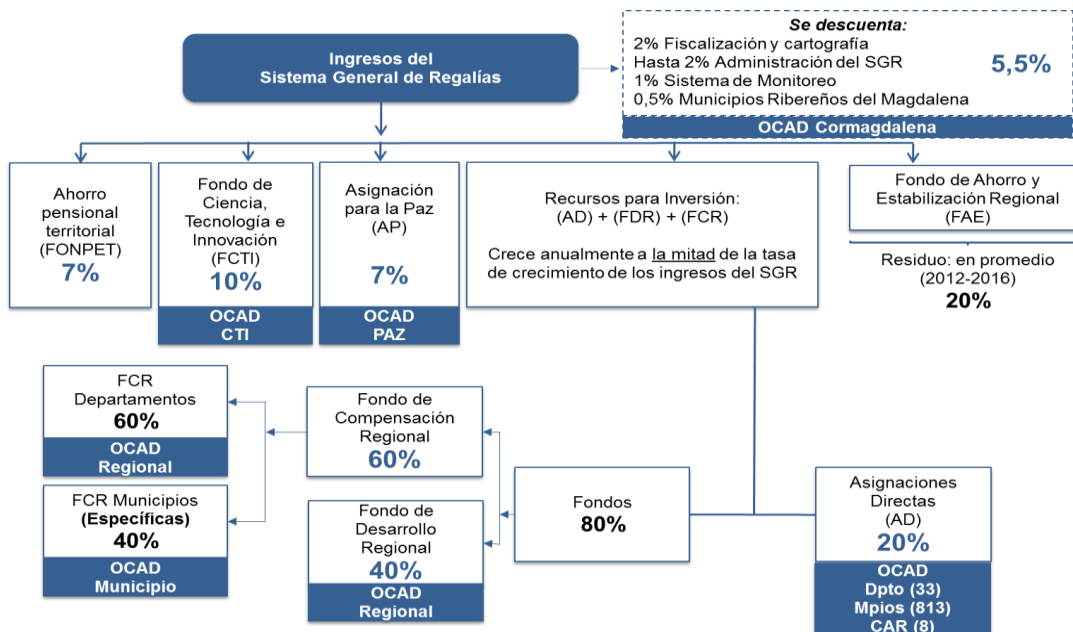 Ingresos del
Sistema General de Regalías
Se descuenta:
2% Fiscalización y cartografía
Hasta 2% Administración del SGR
1% Sistema de Monitoreo
0,5% Municipios Ribereños del Magdalena
5,5%
OCAD Cormagdalena
Ahorro
pensional
territorial
(FONPET)
7%
Fondo de
Ciencia,
Tecnología e
Innovación
(FCTI)
10%
OCAD
CTI
Asignación
para la Paz
(AP)
7%
OCAD
PAZ
Recursos para Inversión:
(AD) + (FDR) + (FCR)
Crece anualmente a la mitad de la tasa
de crecimiento de los ingresos del SGR
Fondo de Ahorro y
Estabilización Regional
(FAE)
Residuo: en promedio
(2012-2016)
20%
FCR
Departamentos
60%
OCAD
Regional
FCR Municipios
(Específicas)
40%
OCAD
Municipio
Fondo de
Compensación
Regional
60%
Fondo de
Desarrollo
Regional
40%
OCAD
Regional
Fondos
80%
Asignaciones
Directas
(AD)
20%
OCAD
Dpto (33)
Mpios (813)
CAR (8)